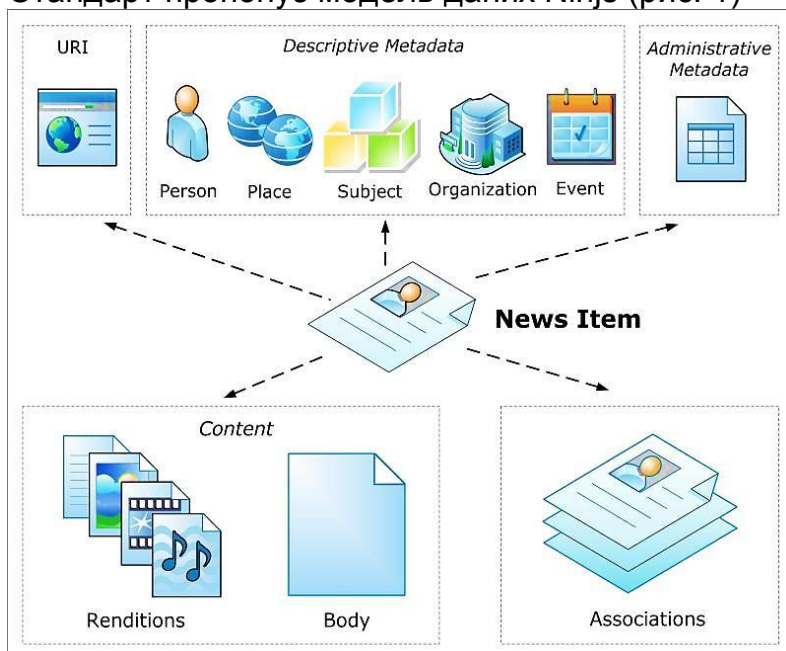 Стандарт пропонує модель даних Ninjs (рис. 1)
URI
Descriptive Metadata
Administrative
Metadata
Person
Place
Subject
Organization
Event
News Item
Content
Renditions
Body
Associations